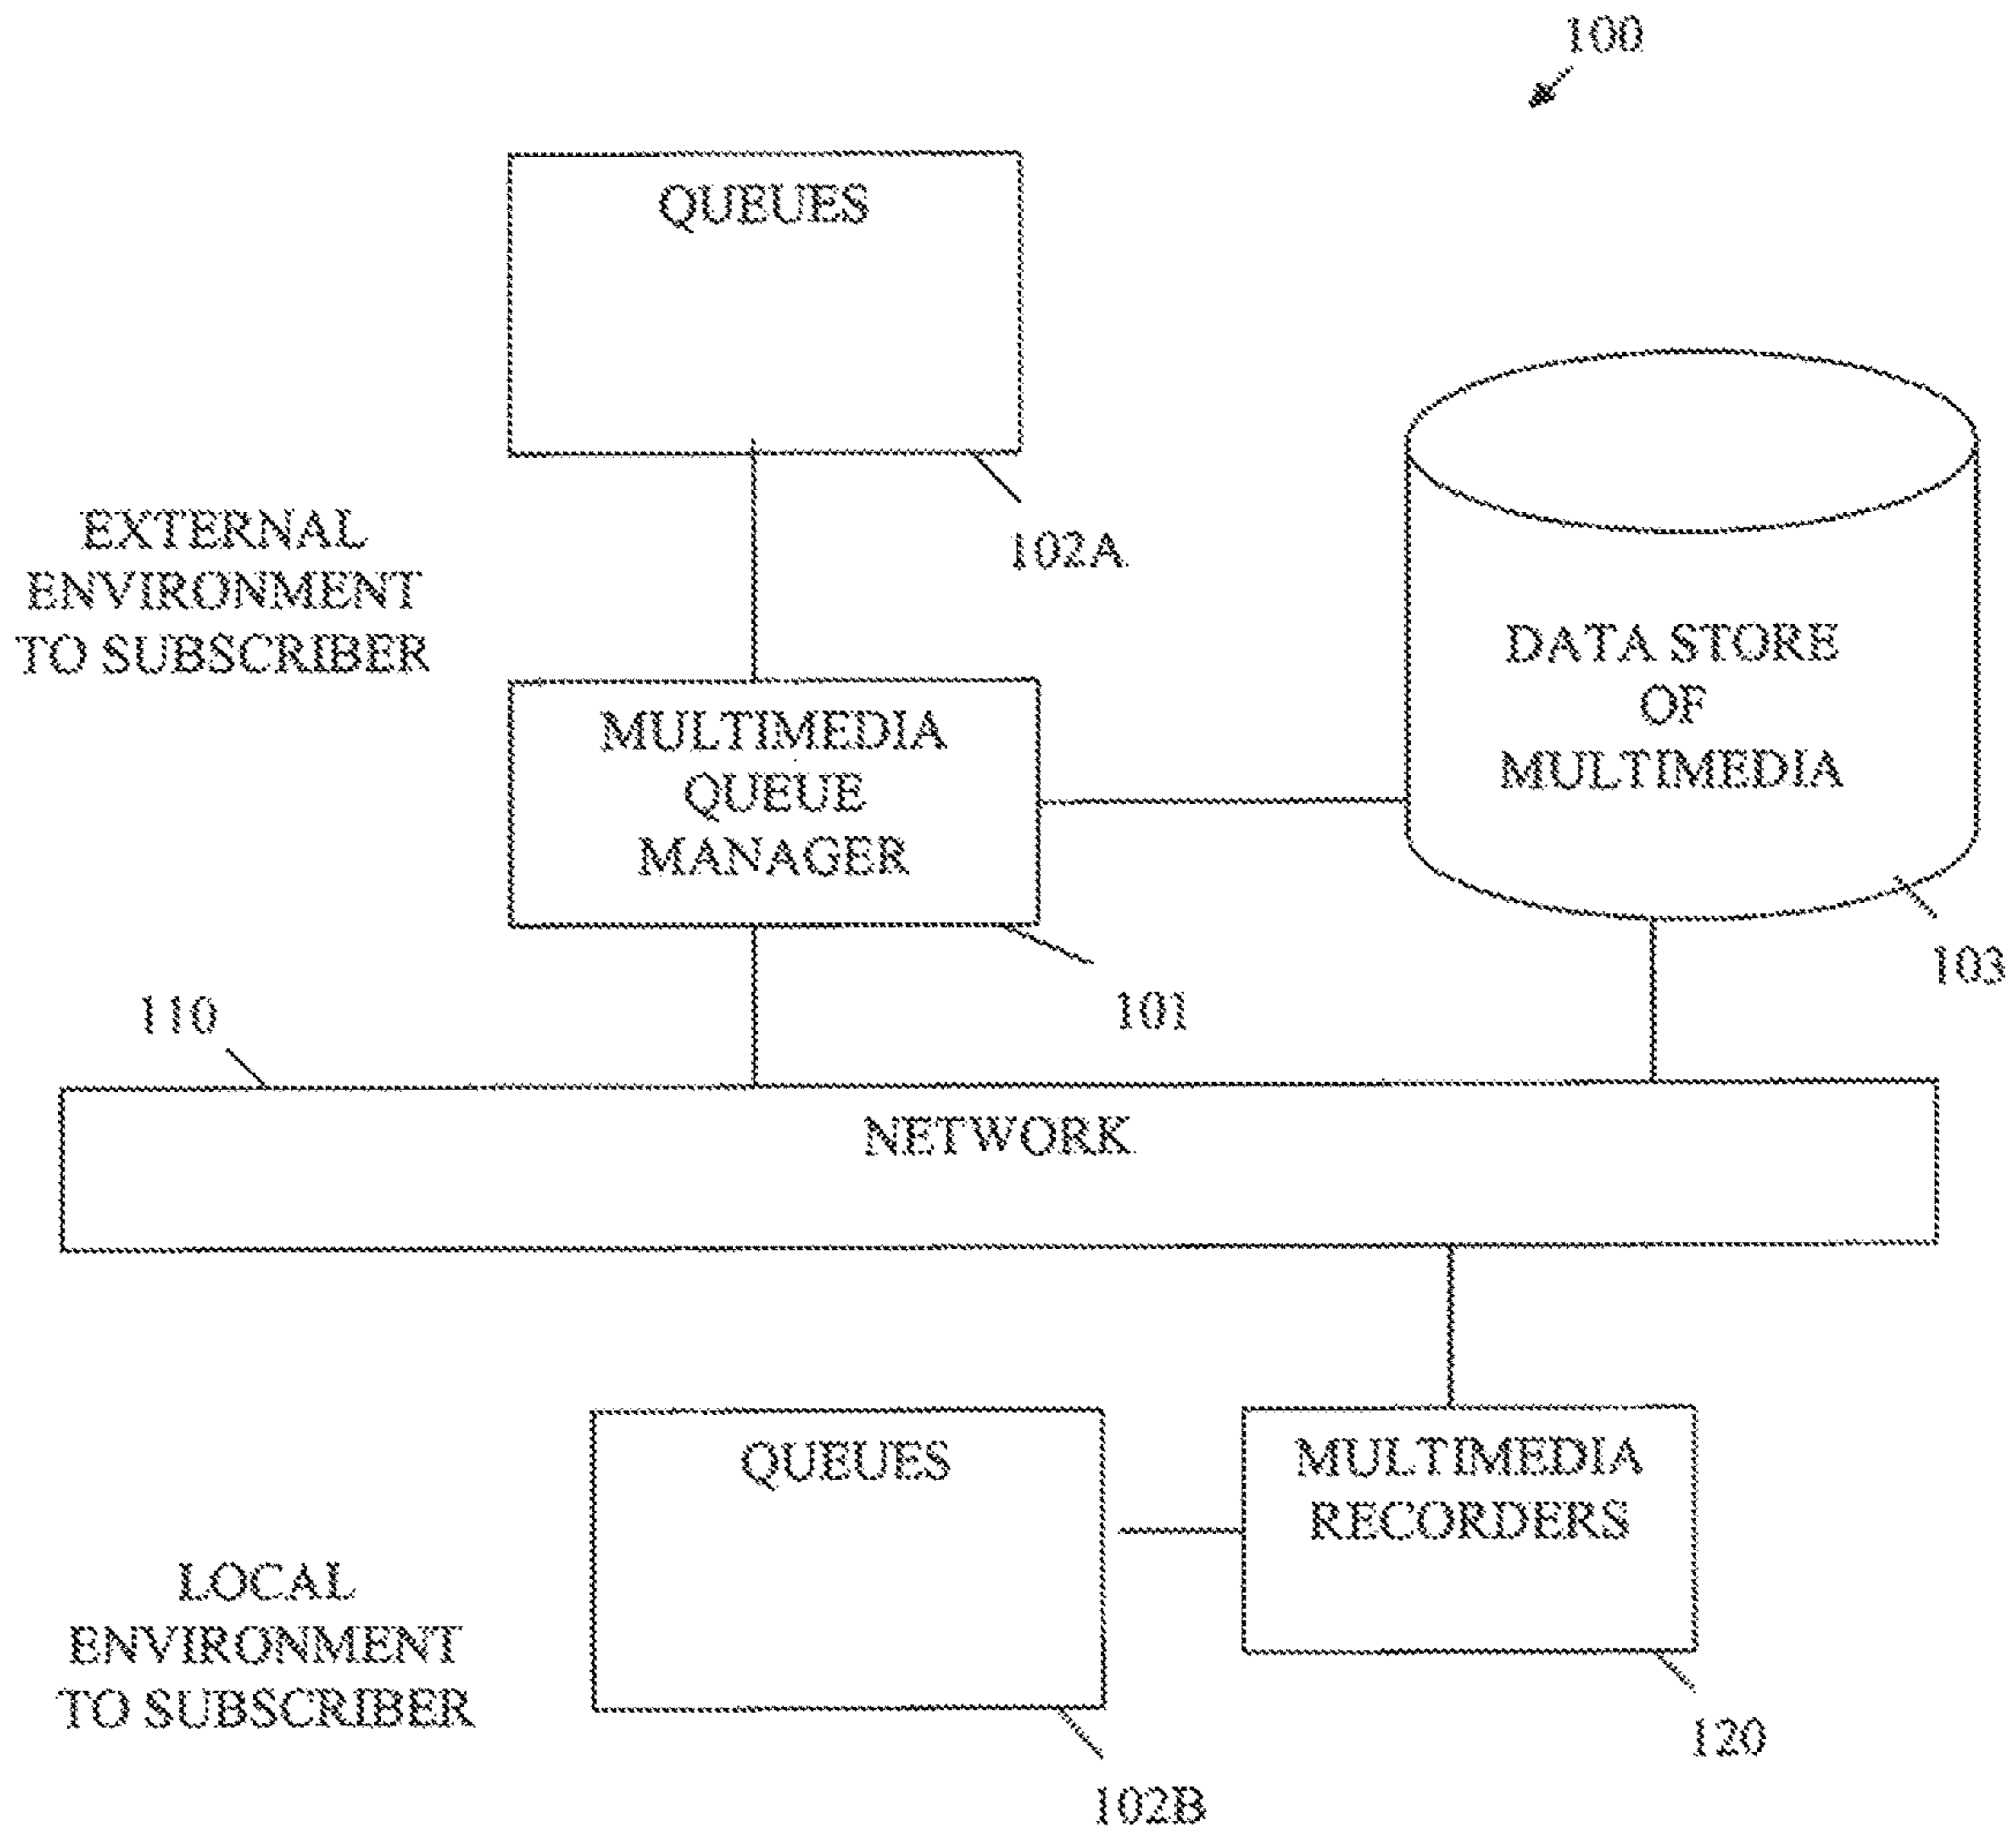 100
QUEUES
102A
EXTERNAL
ENVIRONMENT
TO SUBSCRIBER
DATA STORE
OF
MULTIMEDIA
MULTIMEDIA
QUEUE
MANAGER
103
101
110
NETWORK
QUEUES
MULTIMEDIA
RECORDERS
LOCAL
ENVIRONMENT
TO SUBSCRIBER
120
102B